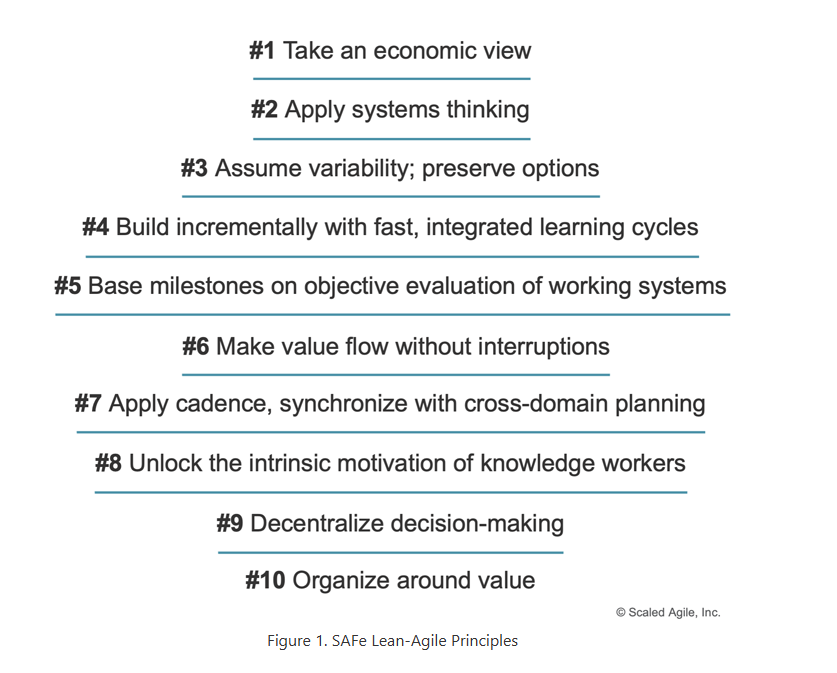 #1 Take an economic view
#2 Apply systems thinking
#3 Assume variability; preserve options
#4 Build incrementally with fast, integrated learning cycles
#5 Base milestones on objective evaluation of working systems
#6 Make value flow without interruptions
#7 Apply cadence, synchronize with cross-domain planning
#8 Unlock the intrinsic motivation of knowledge workers
#9 Decentralize decision-making
#10 Organize around value
© Scaled Agile, Inc.
Figure 1. SAFe Lean-Agile Principles